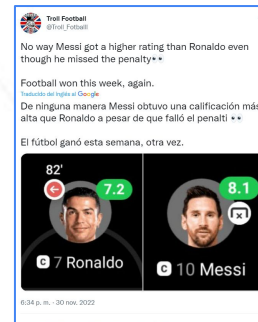 Troll Football
@Troll_Fotball
No way Messi got a higher rating than Ronaldo even
though he missed the penalty
Football won this week, again.
Traducido del inglés al Google
De ninguna manera Messi obtuvo una calificación más
alta que Ronaldo a pesar de que falló el penalti
El fútbol ganó esta semana, otra vez.
82'
7.2
8.1
C 7 Ronaldo
C 10 Messi
6:34 p. m. · 30 nov. 2022